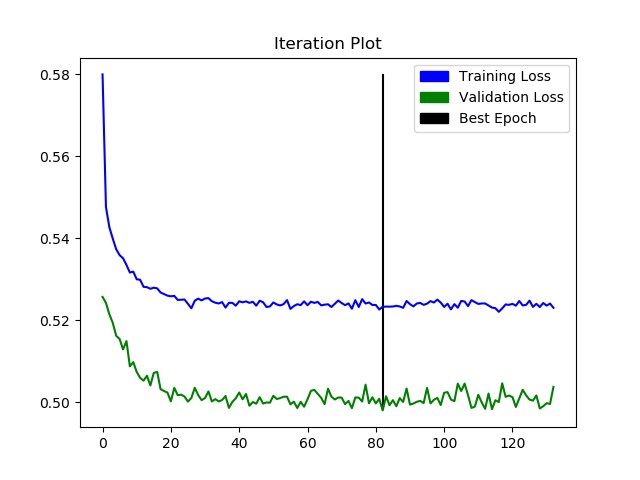 Iteration Plot
0.58
0.56
0.54
0.52
0.50
Training Loss
Validation Loss
Best Epoch
0 20 40 60 80 100 120